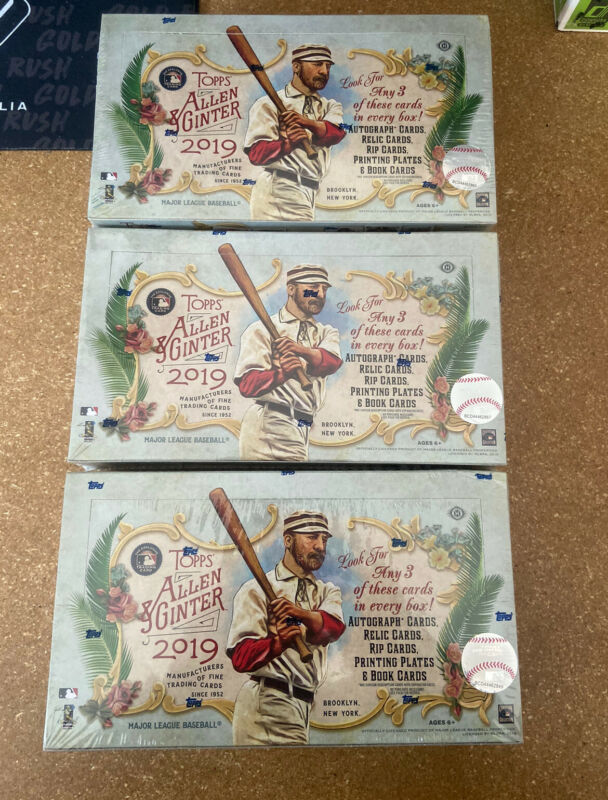 RUSH
GOLD
RUSH
LIA
GOLD
RUSH
GOLD
TOPPS®
ALLEN
& GINTER
2019
MANUFACTURERS
OF FINE
TRADING CARDS
SINCE 1952
MAJOR LEAGUE BASEBALL®
Look For
Any 3
of these cards
in every box!
AUTOGRAPH* CARDS,
RELIC CARDS,
RIP CARDS,
PRINTING PLATES
& BOOK CARDS
BROOKLYN,
NEW YORK.
AGES 6+
topps
TOPPS®
ALLEN
& GINTER
2019
MANUFACTURERS
OF FINE
TRADING CARDS
SINCE 1952
MAJOR LEAGUE BASEBALL®
Look For
Any 3
of these cards
in every box!
AUTOGRAPH* CARDS,
RELIC CARDS,
RIP CARDS,
PRINTING PLATES
& BOOK CARDS
BROOKLYN,
NEW YORK.
AGES 6+
topps
TOPPS®
ALLEN
& GINTER
2019
MANUFACTURERS
OF FINE
TRADING CARDS
SINCE 1952
MAJOR LEAGUE BASEBALL®
Look For
Any 3
of these cards
in every box!
AUTOGRAPH* CARDS,
RELIC CARDS,
RIP CARDS,
PRINTING PLATES
& BOOK CARDS
BROOKLYN,
NEW YORK.
AGES 6+
topps